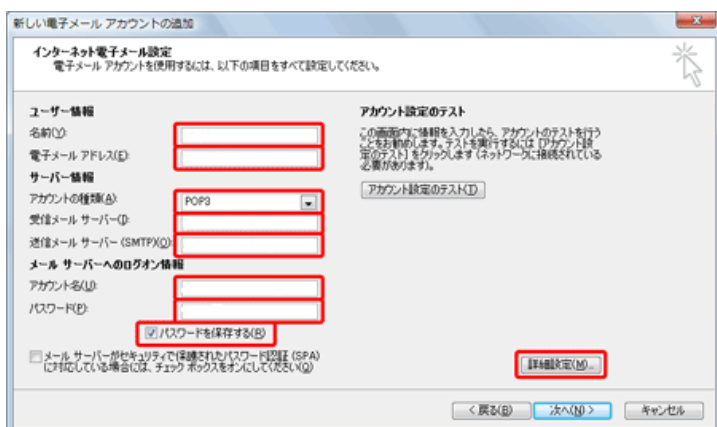 新しい電子メール アカウントの追加
インターネット電子メール設定
電子メール アカウントを使用するには、以下の項目をすべて設定してください。
ユーザー情報
名前(Y):
電子メール アドレス(E):
サーバー情報
アカウントの種類(A):
POP3
受信メール サーバー(I):
送信メール サーバー (SMTP)(O):
メール サーバーへのログオン情報
アカウント名(U):
パスワード(P):
パスワードを保存する(R)
メール サーバーがセキュリティで保護されたパスワード認証 (SPA)
に対応している場合には、チェック ボックスをオンにしてください(Q)
アカウント設定のテスト
この画面内に情報を入力したら、アカウントのテストを行う
ことをお勧めします。テストを実行するには [アカウント設
定のテスト] をクリックします (ネットワークに接続されている
必要があります)。
アカウント設定のテスト(T)
詳細設定(M)...
< 戻る(B)
次へ(N) >
キャンセル